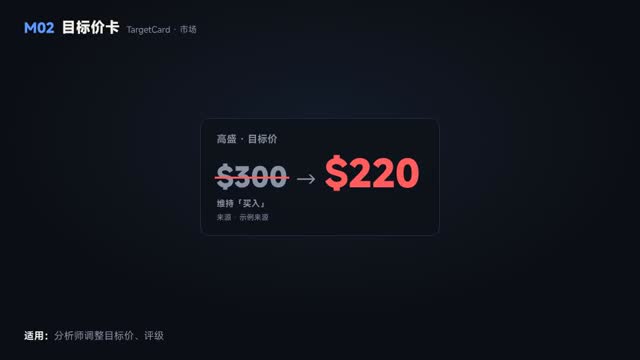 M02 目标价卡 TargetCard · 市场
高盛 · 目标价
$300 → $220
维持「买入」
来源 · 示例来源
适用：分析师调整目标价、评级